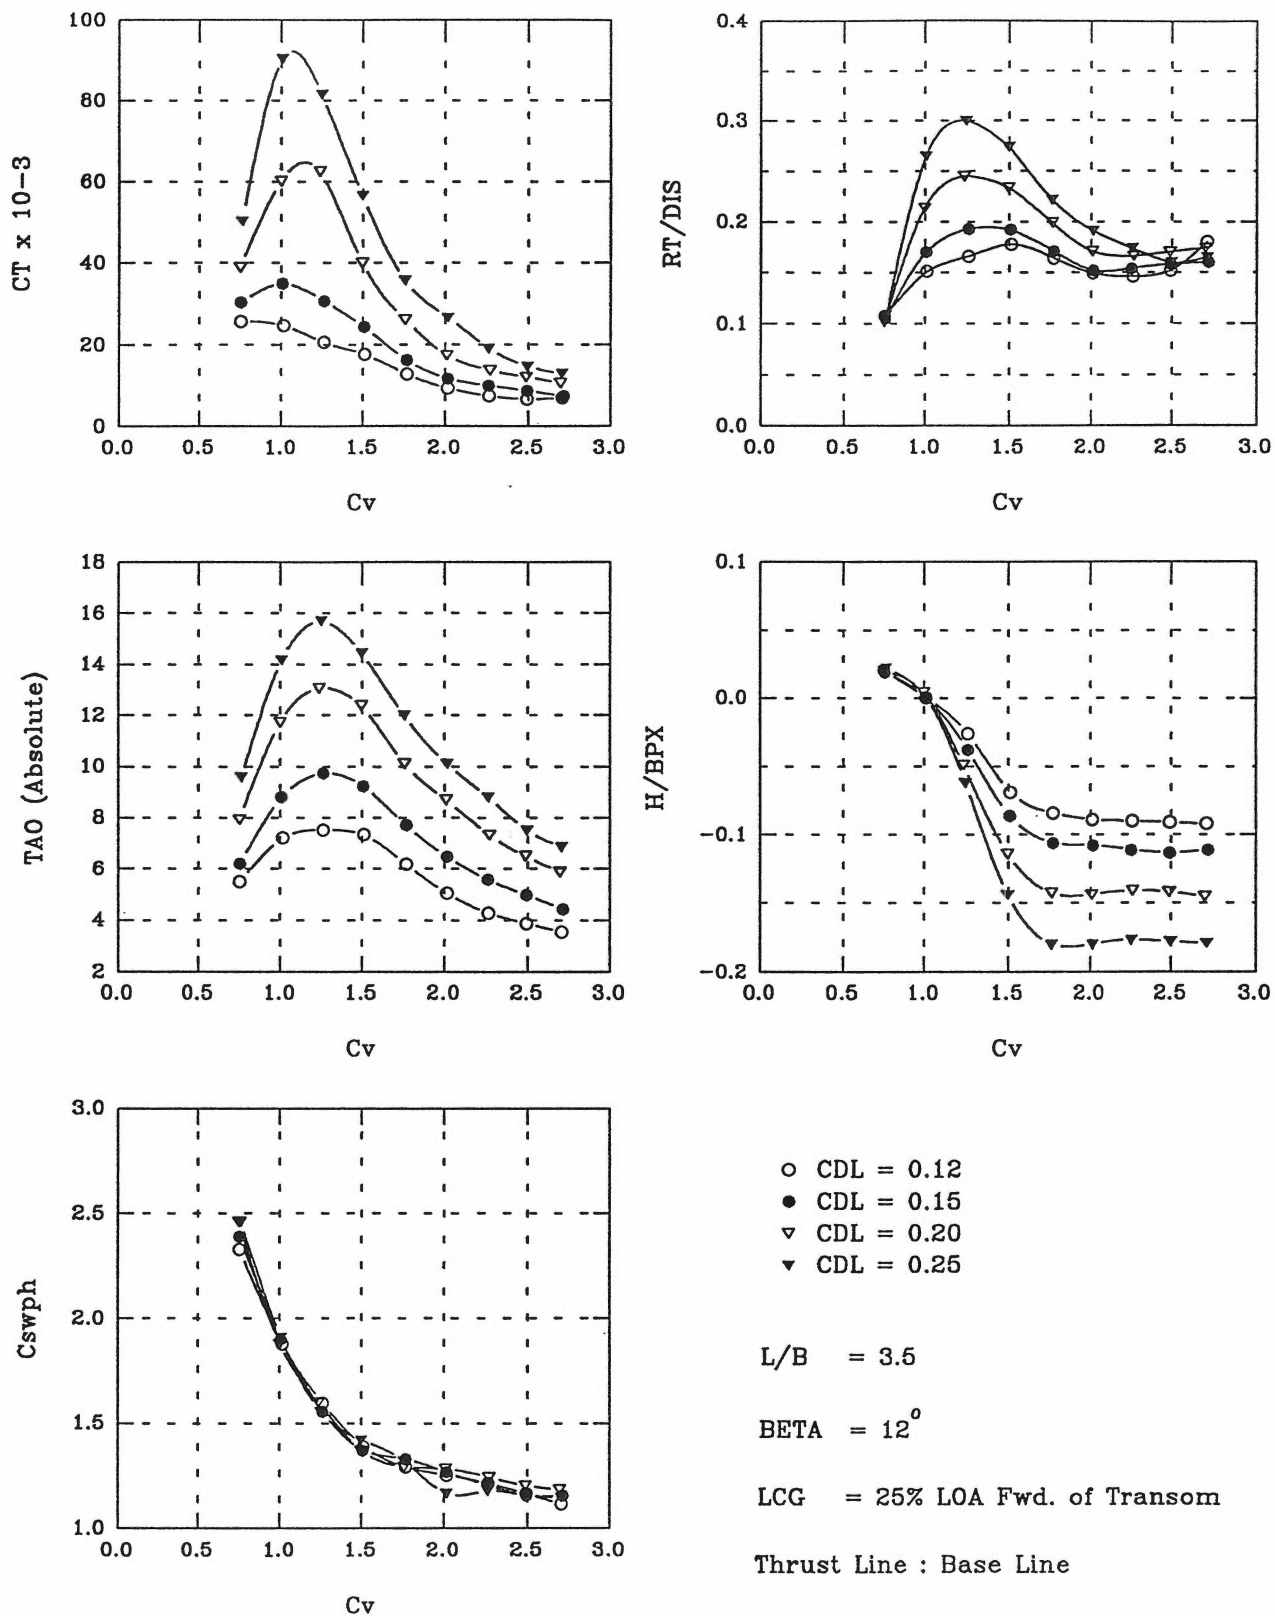 100
80
60
40
20
0
CT x 10-3
0.0 0.5 1.0 1.5 2.0 2.5 3.0
Cv
0.4
0.3
0.2
0.1
0.0
RT/DIS
0.0 0.5 1.0 1.5 2.0 2.5 3.0
Cv
18
16
14
12
10
8
6
4
2
TAO (Absolute)
0.0 0.5 1.0 1.5 2.0 2.5 3.0
Cv
0.1
0.0
-0.1
-0.2
H/BPX
0.0 0.5 1.0 1.5 2.0 2.5 3.0
Cv
3.0
2.5
2.0
1.5
1.0
Cswph
0.0 0.5 1.0 1.5 2.0 2.5 3.0
Cv
CDL = 0.12
CDL = 0.15
CDL = 0.20
CDL = 0.25
L/B = 3.5
BETA = 12°
LCG = 25% LOA Fwd. of Transom
Thrust Line : Base Line